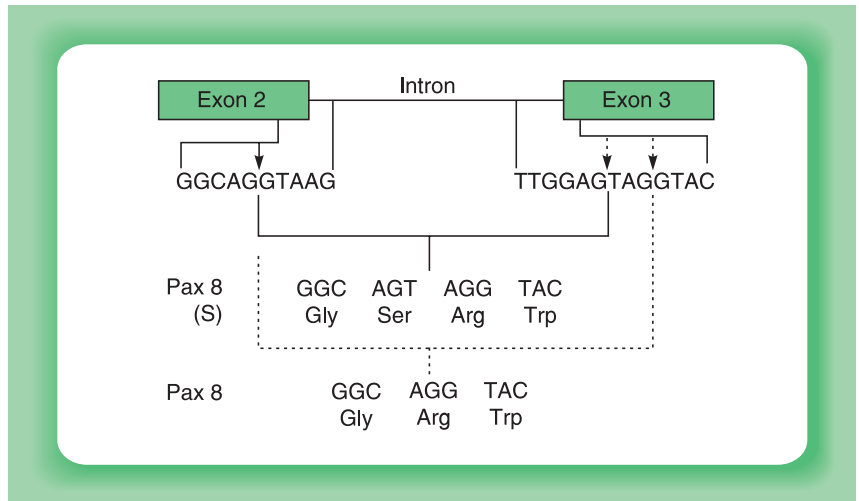 Exon 2 Intron Exon 3
GGCAGGTAAG TTGGAGTAGGTAC
Pax 8 GGC AGT AGG TAC
(S) Gly Ser Arg Trp
Pax 8 GGC AGG TAC
Gly Arg Trp